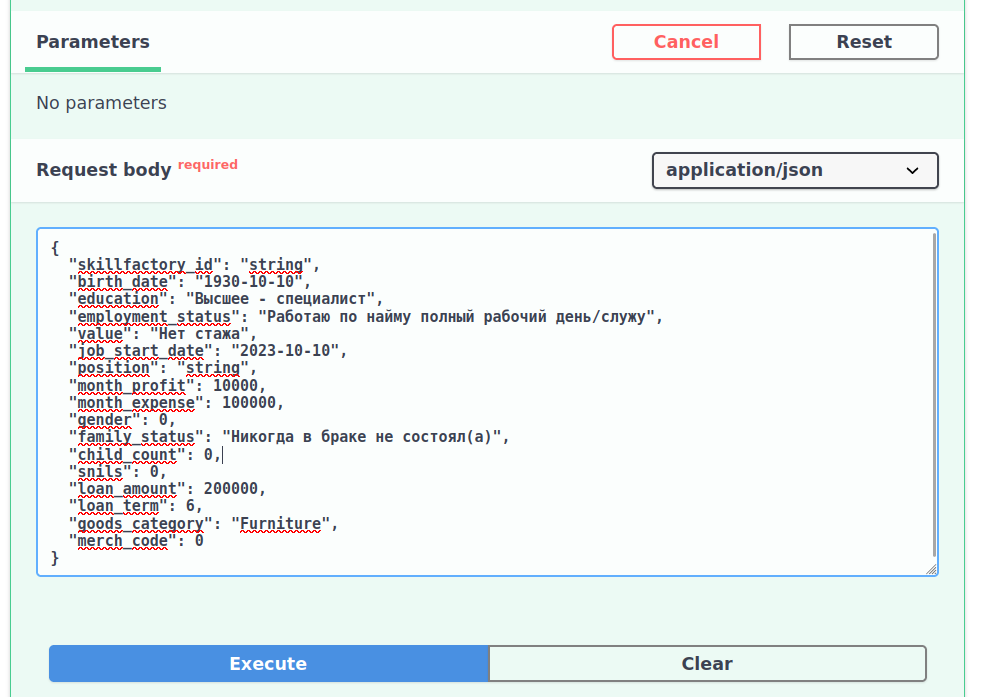 Parameters
Cancel
Reset
No parameters
Request body required
application/json
{
"skillfactory_id": "string",
"birth_date": "1930-10-10",
"education": "Высшее - специалист",
"employment_status": "Работаю по найму полный рабочий день/служу",
"value": "Нет стажа",
"job_start_date": "2023-10-10",
"position": "string",
"month_profit": 10000,
"month_expense": 100000,
"gender": 0,
"family_status": "Никогда в браке не состоял(а)",
"child_count": 0,
"snils": 0,
"loan_amount": 200000,
"loan_term": 6,
"goods_category": "Furniture",
"merch_code": 0
}
Execute
Clear